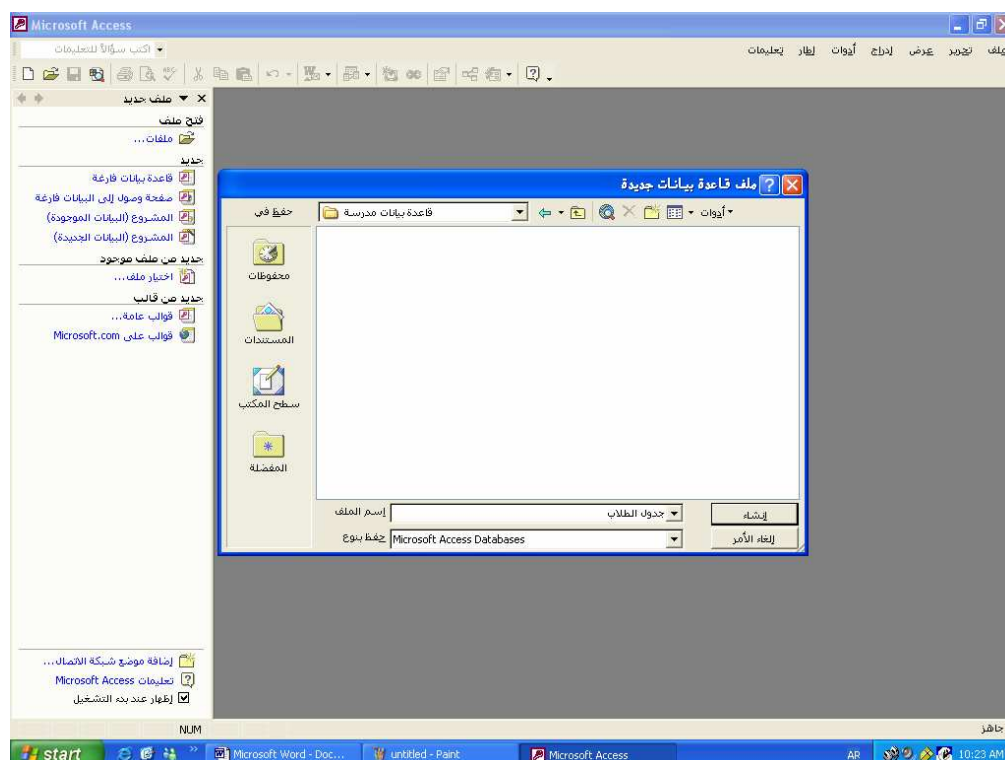 Microsoft Access
ملف تحرير عرض إدراج أدوات إطار تعليمات
اكتب سؤالاً للتعليمات
ملف جديد
فتح ملف
ملفات...
جديد
قاعدة بيانات فارغة
صفحة وصول إلى البيانات فارغة
المشروع (البيانات الموجودة)
المشروع (البيانات الجديدة)
جديد من ملف موجود
اختيار ملف...
جديد من قالب
قوالب عامة...
قوالب على Microsoft.com
إضافة موضع شبكة الاتصال...
تعليمات Microsoft Access
إظهار عند بدء التشغيل
ملف قاعدة بيانات جديدة
حفظ في
قاعدة بيانات مدرسة
أدوات
محفوظات
المستندات
سطح المكتب
المفضلة
إسم الملف
جدول الطلاب
إنشاء
حفظ بنوع
Microsoft Access Databases
إلغاء الأمر
NUM
جاهز
start
Microsoft Word - Doc...
untitled - Paint
Microsoft Access
AR
10:23 AM